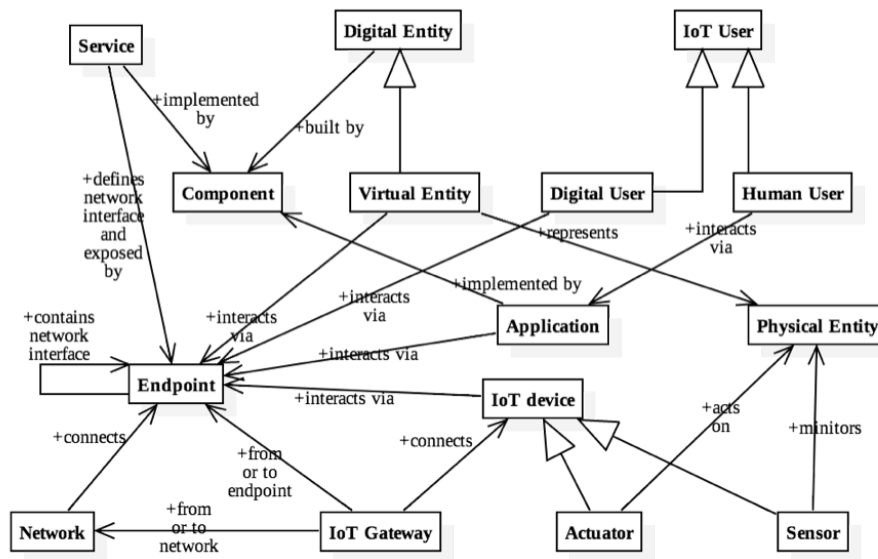 Service
Digital Entity
IoT User
+implemented
by
+built by
Component
Virtual Entity
Digital User
Human User
+defines
network
interface
and
exposed
by
+represents
+interacts
via
+contains
network
interface
+interacts
via
+interacts
via
+implemented by
Application
Physical Entity
+interacts via
Endpoint
+interacts via
IoT device
+connects
+from
or to
endpoint
+connects
+acts
on
+minitors
Network
+from
or to
network
IoT Gateway
Actuator
Sensor